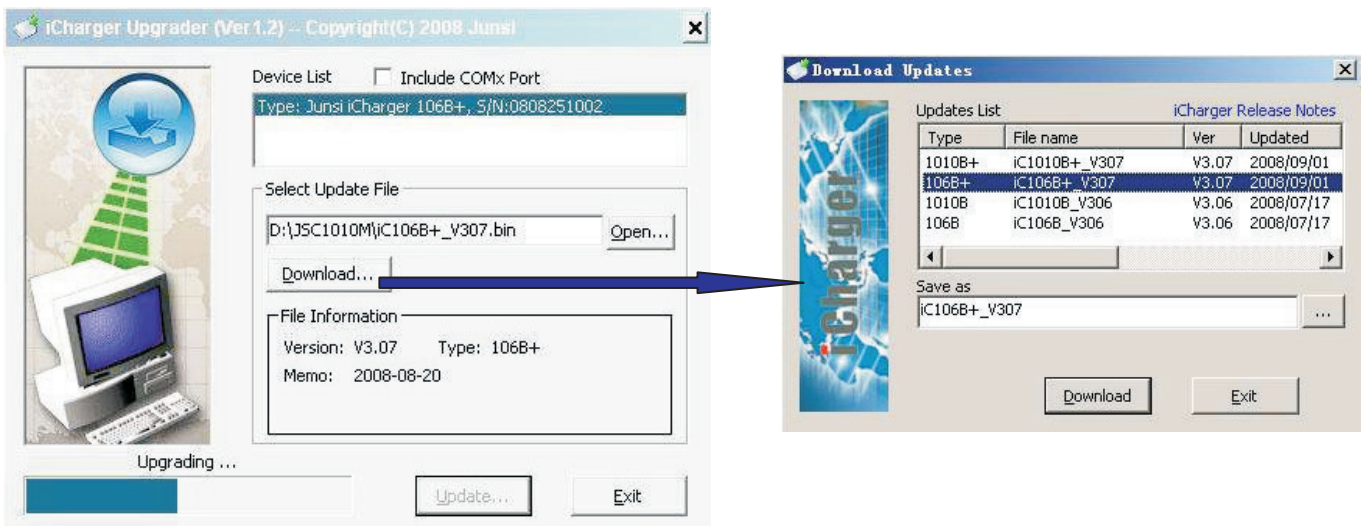 iCharger Upgrader (Ver 1.2) -- Copyright(C) 2008 Junsi
Device List Include COMx Port
Type: Junsi iCharger 106B+, S/N:0808251002
Select Update File
D:\JSC1010M\iC106B+_V307.bin Open...
Download...
File Information
Version: V3.07 Type: 106B+
Memo: 2008-08-20
Upgrading ...
Update... Exit
Download Updates
iCharger
Updates List iCharger Release Notes
Type File name Ver Updated
1010B+ iC1010B+_V307 V3.07 2008/09/01
106B+ iC106B+_V307 V3.07 2008/09/01
1010B iC1010B_V306 V3.06 2008/07/17
106B iC106B_V306 V3.06 2008/07/17
Save as
iC106B+_V307 ...
Download Exit